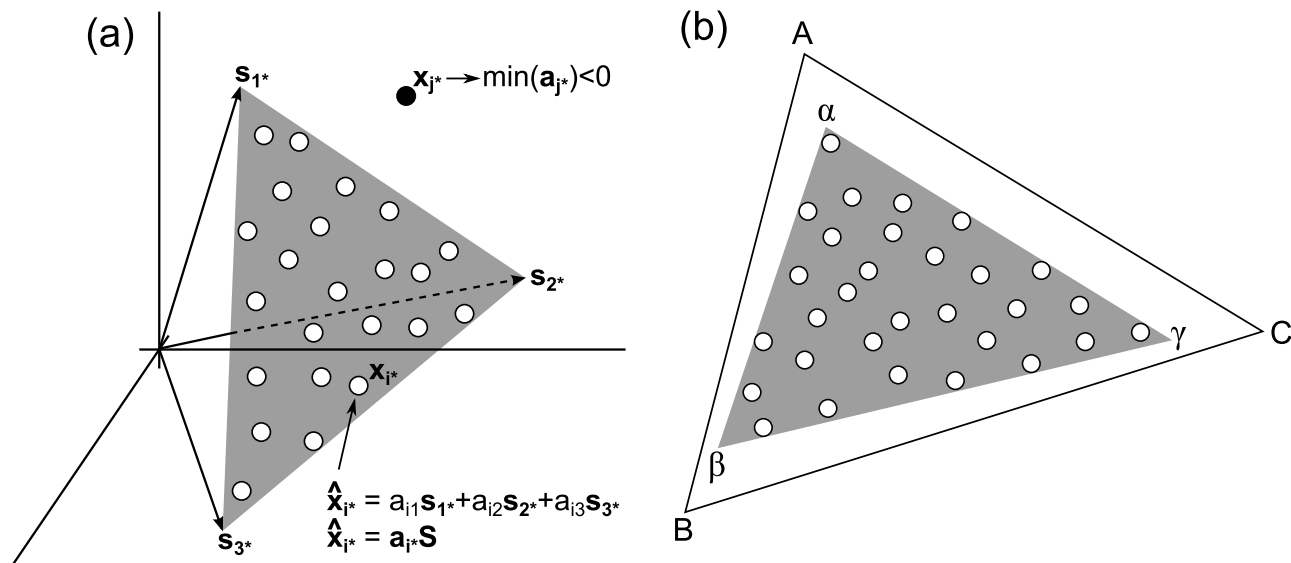 (a)
s₁*
xⱼ* → min(aⱼ*)<0
s₂*
xᵢ*
s₃*
x̂ᵢ* = aᵢ₁s₁*+aᵢ₂s₂*+aᵢ₃s₃*
x̂ᵢ* = aᵢ*S
(b)
A
α
γ
C
β
B